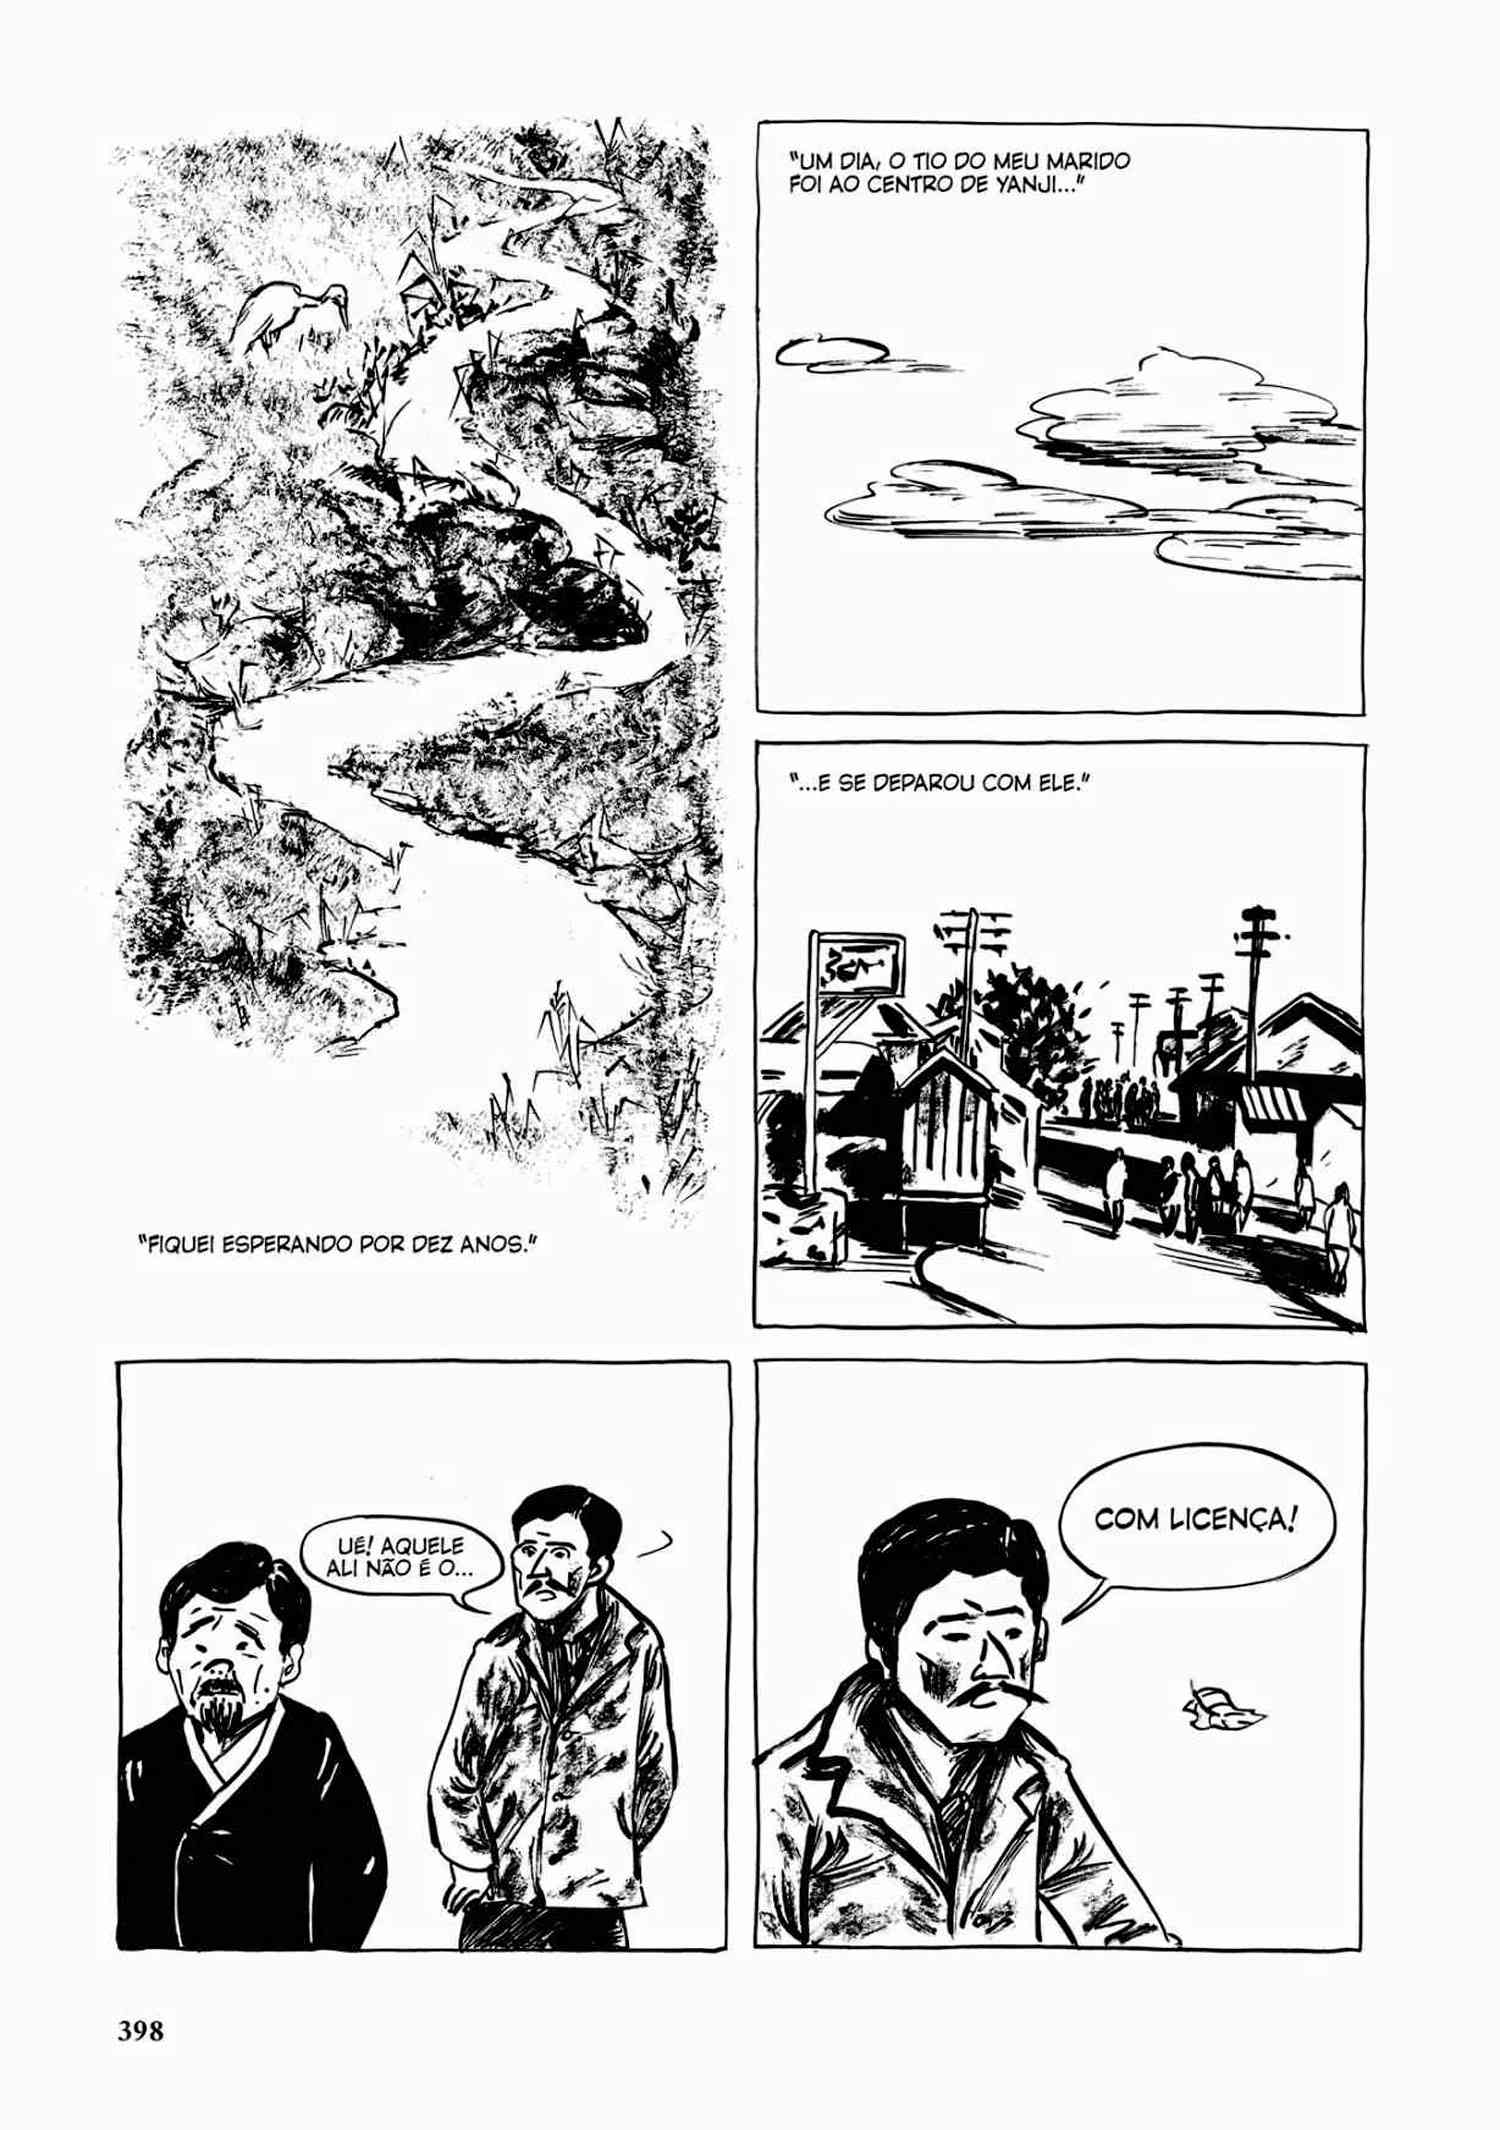 "FIQUEI ESPERANDO POR DEZ ANOS."
"UM DIA, O TIO DO MEU MARIDO
FOI AO CENTRO DE YANJI..."
"...E SE DEPAROU COM ELE."
UÉ! AQUELE
ALI NÃO É O...
COM LICENÇA!
398